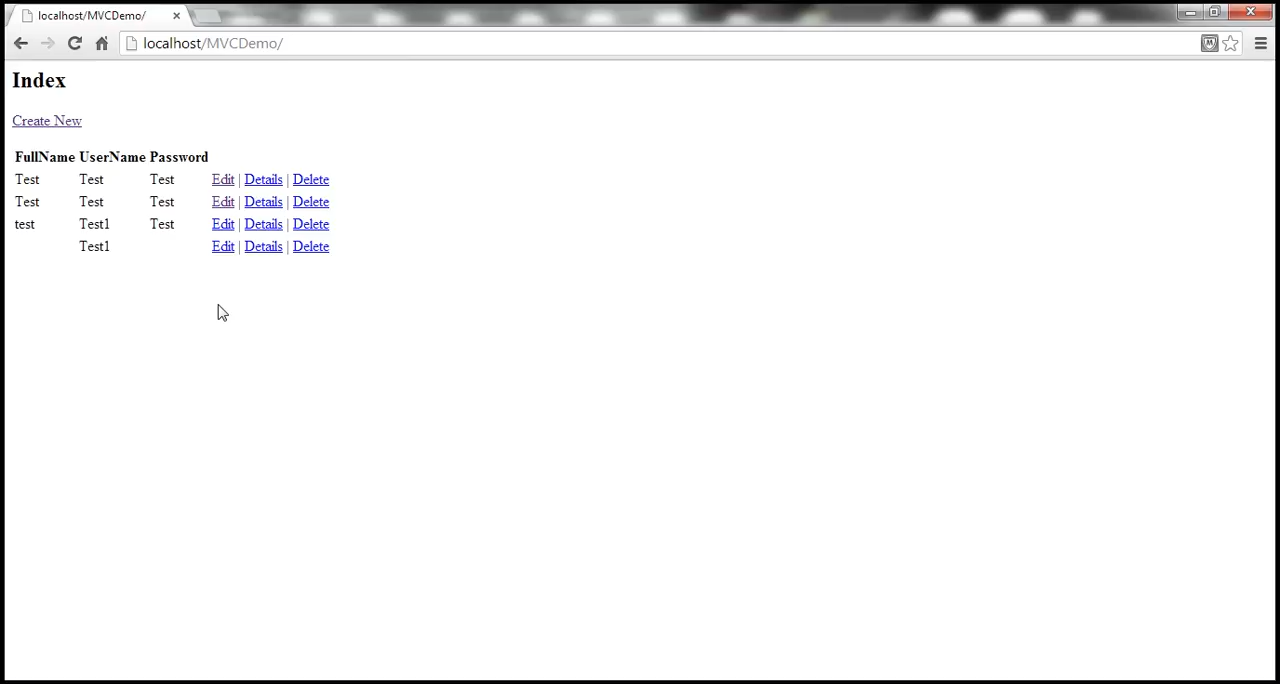 localhost/MVCDemo/
localhost/MVCDemo/
Index
Create New
FullName UserName Password
Test Test Test Edit | Details | Delete
Test Test Test Edit | Details | Delete
test Test1 Test Edit | Details | Delete
Test1 Edit | Details | Delete